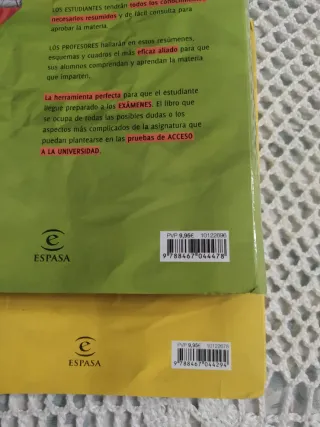 LOS ESTUDIANTES tendrán todos los conocimientos
necesarios resumidos y de fácil consulta para
aprobar la materia.
LOS PROFESORES hallarán en estos resúmenes,
esquemas y cuadros el más eficaz aliado para que
sus alumnos comprendan y aprendan la materia
que imparten.
La herramienta perfecta para que el estudiante
llegue preparado a los EXÁMENES. El libro que
se ocupa de todas las posibles dudas o los
aspectos más complicados de la asignatura que
puedan plantearse en las pruebas de ACCESO
A LA UNIVERSIDAD.
e
ESPASA
PVP 9,95€ 10122696
9 788467 044478
e
ESPASA
PVP 9,95€
9 788467 044294